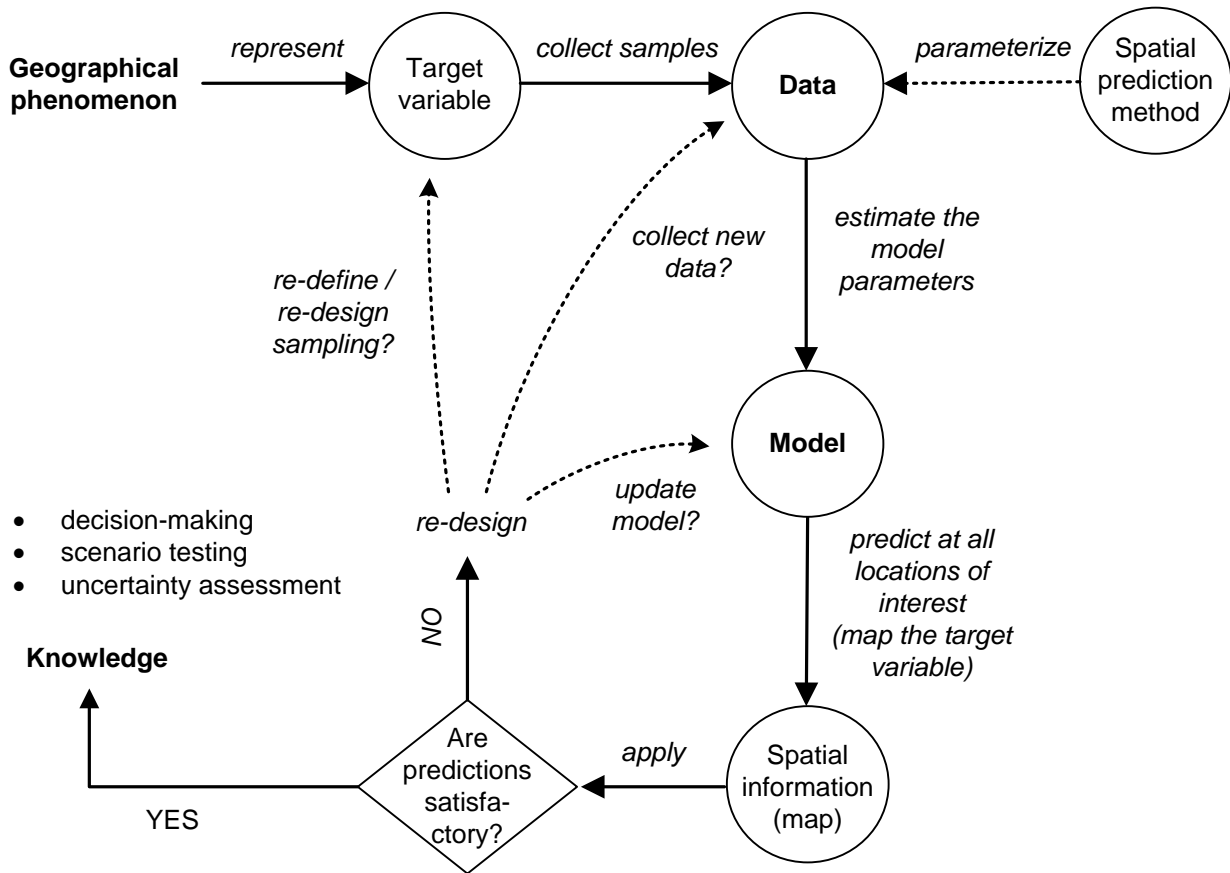 represent
collect samples
parameterize
Geographical
phenomenon
Target
variable
Data
Spatial
prediction
method
re-define /
re-design
sampling?
collect new
data?
estimate the
model
parameters
Model
• decision-making
• scenario testing
• uncertainty assessment
re-design
update
model?
predict at all
locations of
interest
(map the target
variable)
NO
Knowledge
YES
Are
predictions
satisfa-
ctory?
apply
Spatial
information
(map)